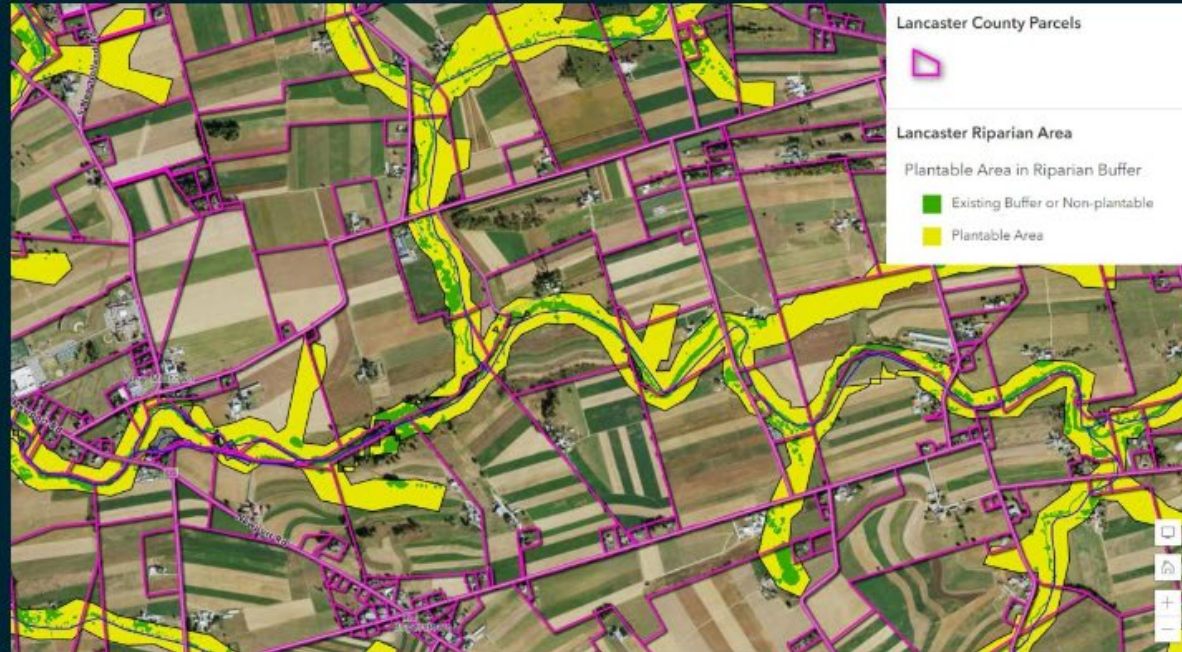 Lancaster County Parcels
Lancaster Riparian Area
Plantable Area in Riparian Buffer
Existing Buffer or Non-plantable
Plantable Area